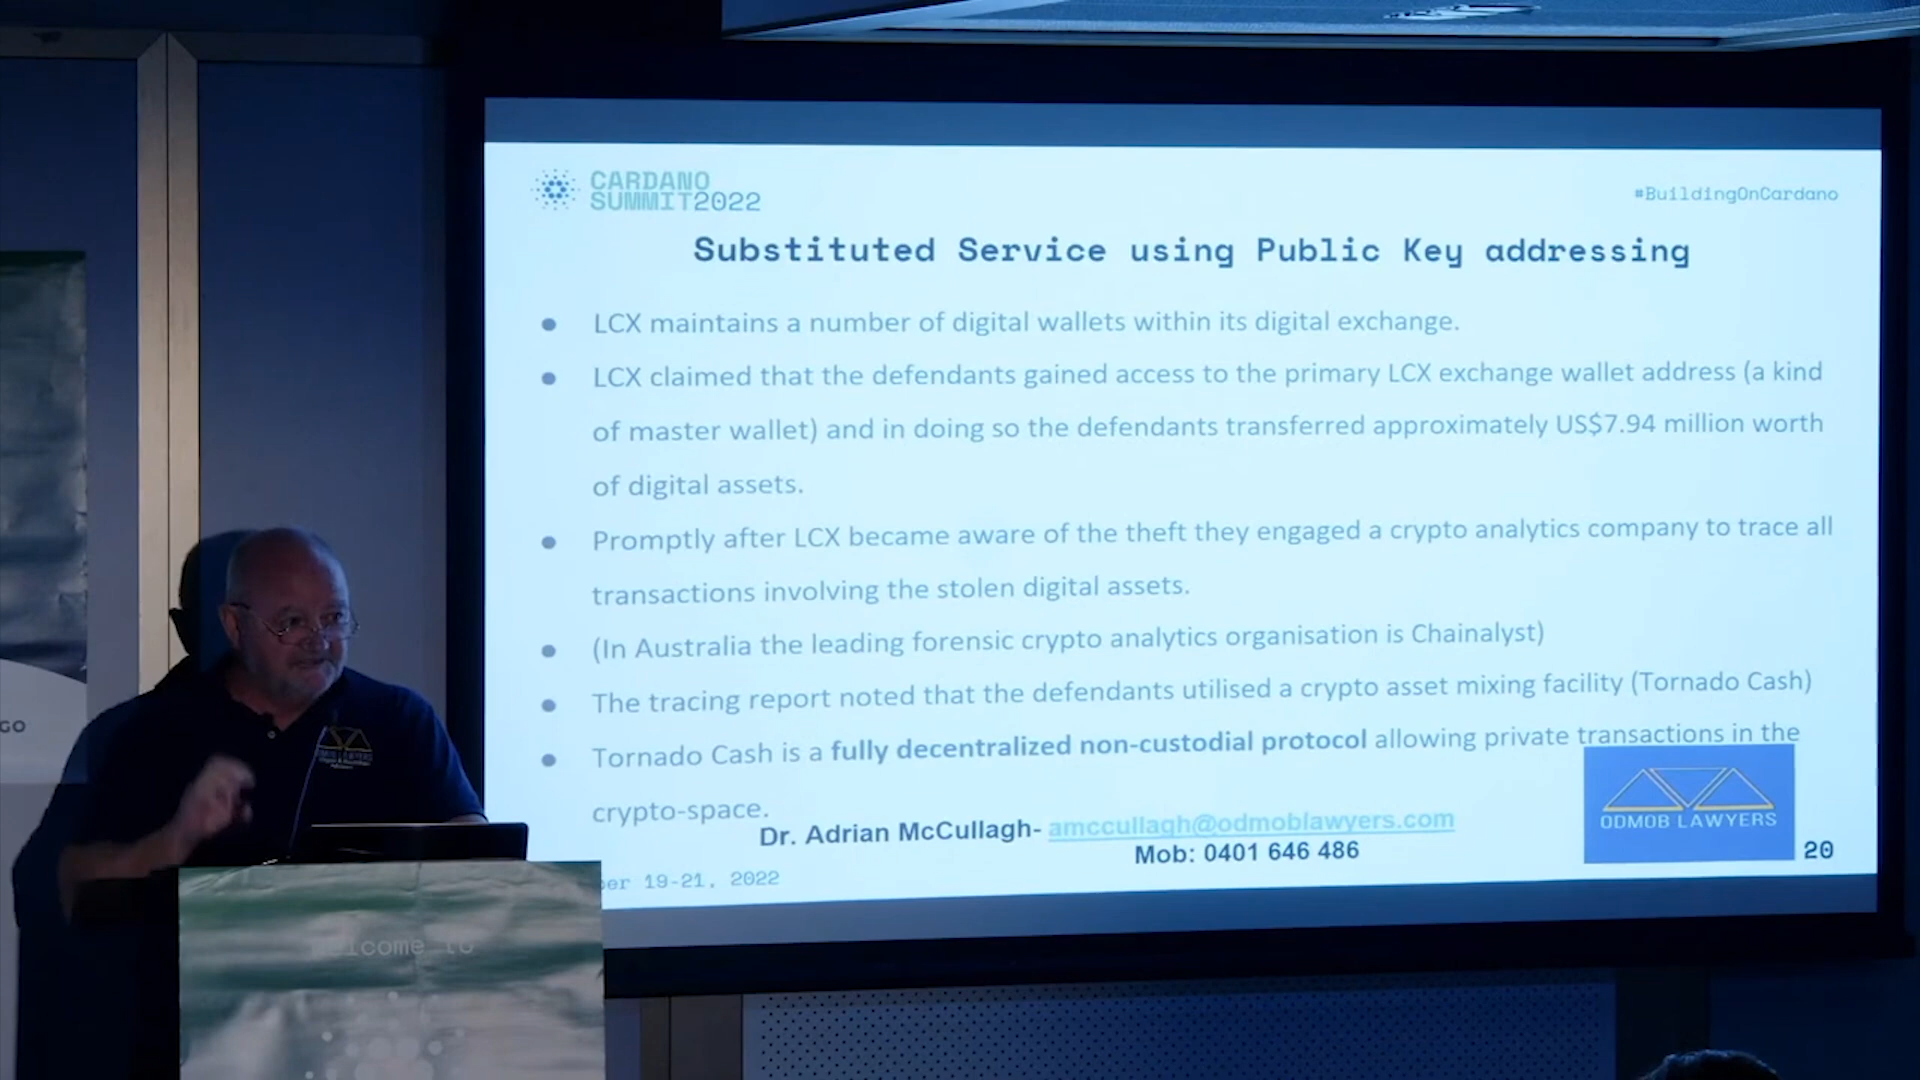 CARDANO
SUMMIT2022
#BuildingOnCardano
Substituted Service using Public Key addressing
● LCX maintains a number of digital wallets within its digital exchange.
● LCX claimed that the defendants gained access to the primary LCX exchange wallet address (a kind
of master wallet) and in doing so the defendants transferred approximately US$7.94 million worth
of digital assets.
● Promptly after LCX became aware of the theft they engaged a crypto analytics company to trace all
transactions involving the stolen digital assets.
● (In Australia the leading forensic crypto analytics organisation is Chainalyst)
● The tracing report noted that the defendants utilised a crypto asset mixing facility (Tornado Cash)
● Tornado Cash is a fully decentralized non-custodial protocol allowing private transactions in the
crypto-space.
Dr. Adrian McCullagh- amccullagh@odmoblawyers.com
Mob: 0401 646 486
ODMOB LAWYERS
20
er 19-21, 2022
GO
lcome to